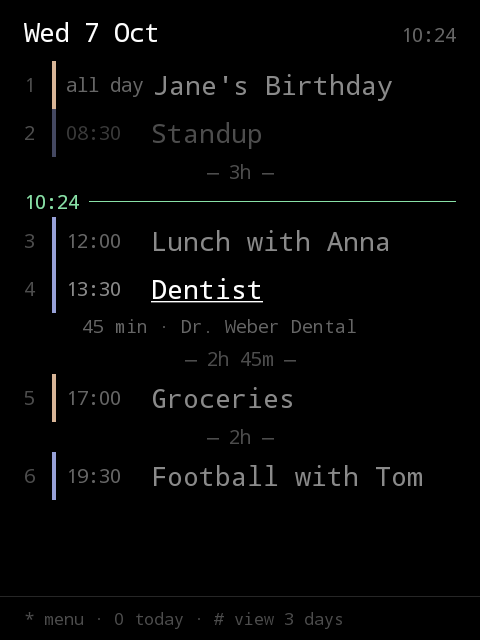 Wed 7 Oct 10:24
1 all day Jane's Birthday
2 08:30 Standup
— 3h —
10:24
3 12:00 Lunch with Anna
4 13:30 Dentist
45 min · Dr. Weber Dental
— 2h 45m —
5 17:00 Groceries
— 2h —
6 19:30 Football with Tom
* menu · 0 today · # view 3 days